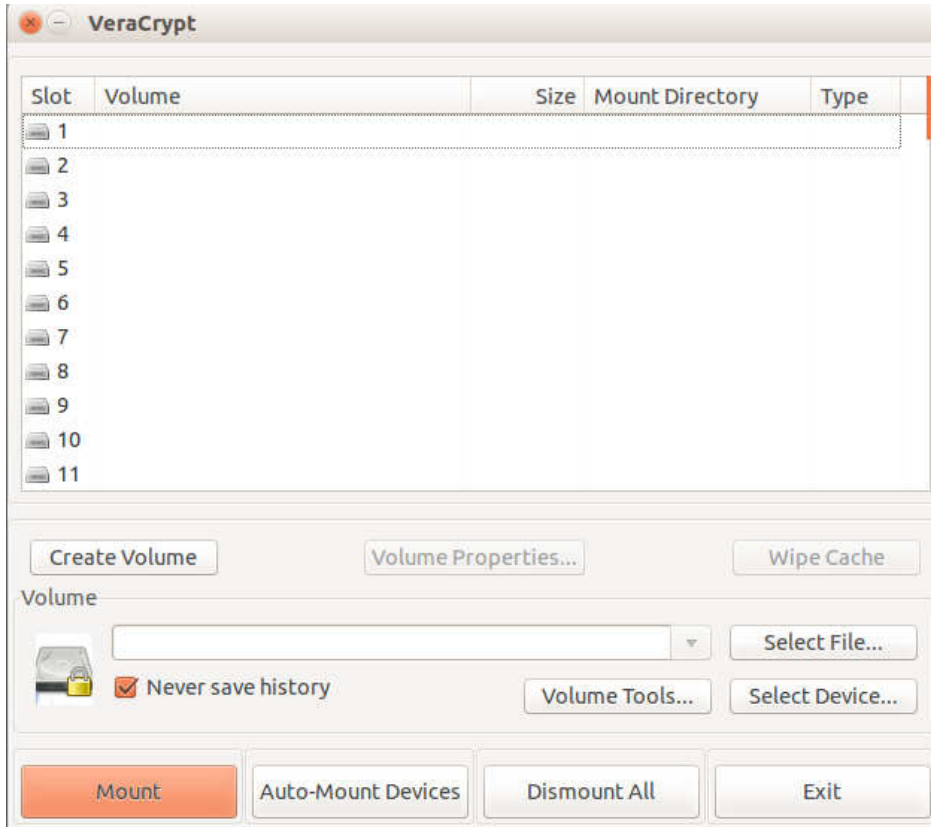 VeraCrypt
Slot Volume Size Mount Directory Type
1
2
3
4
5
6
7
8
9
10
11
Create Volume Volume Properties... Wipe Cache
Volume
Select File...
Never save history
Volume Tools... Select Device...
Mount Auto-Mount Devices Dismount All Exit